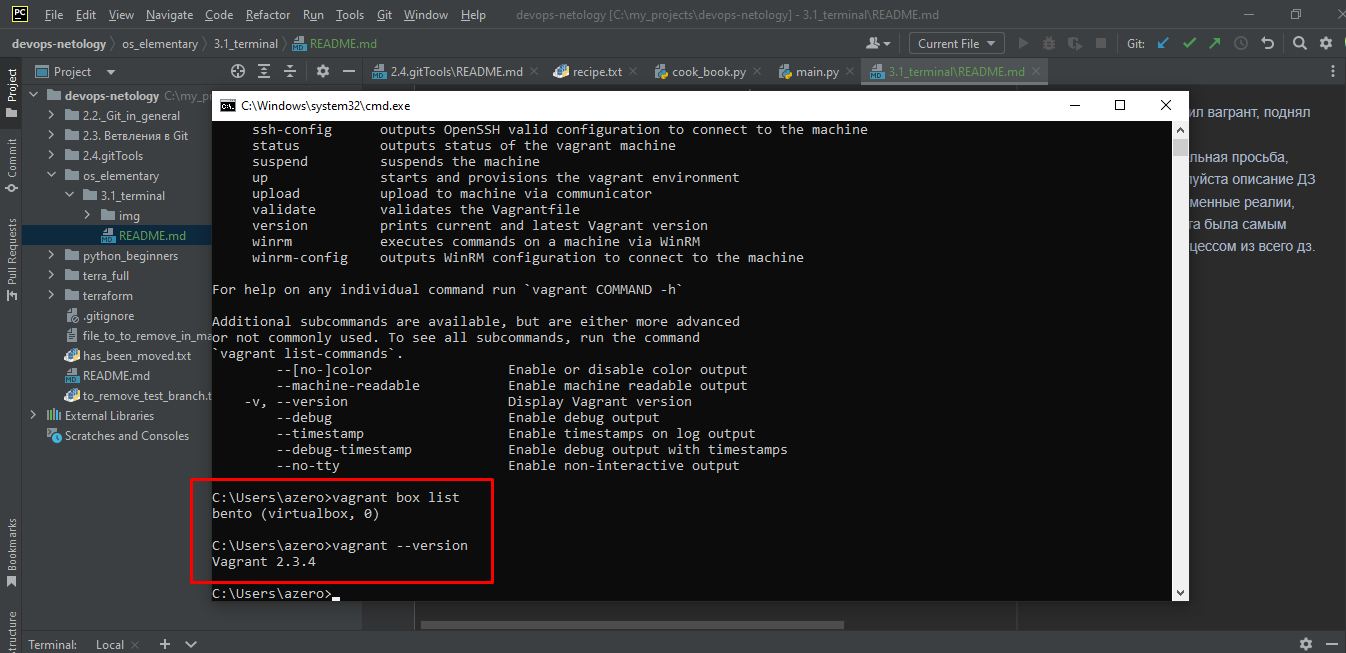 PC File Edit View Navigate Code Refactor Run Tools Git Window Help devops-netology [C:\my_projects\devops-netology] - 3.1_terminal\README.md
devops-netology os_elementary 3.1_terminal README.md Current File Git:
Project Project 2.4.gitTools\README.md recipe.txt cook_book.py main.py 3.1_terminal\README.md
devops-netology C:\my_p
2.2._Git_in_general
2.3. Ветвления в Git
2.4.gitTools
os_elementary
3.1_terminal
img
README.md
python_beginners
terra_full
terraform
.gitignore
file_to_to_remove_in_ma
has_been_moved.txt
README.md
to_remove_test_branch.t
External Libraries
Scratches and Consoles
Commit
Pull Requests
Bookmarks
tructure
C:\Windows\system32\cmd.exe
ssh-config outputs OpenSSH valid configuration to connect to the machine
status outputs status of the vagrant machine
suspend suspends the machine
up starts and provisions the vagrant environment
upload upload to machine via communicator
validate validates the Vagrantfile
version prints current and latest Vagrant version
winrm executes commands on a machine via WinRM
winrm-config outputs WinRM configuration to connect to the machine
For help on any individual command run `vagrant COMMAND -h`
Additional subcommands are available, but are either more advanced
or not commonly used. To see all subcommands, run the command
`vagrant list-commands`.
--[no-]color Enable or disable color output
--machine-readable Enable machine readable output
-v, --version Display Vagrant version
--debug Enable debug output
--timestamp Enable timestamps on log output
--debug-timestamp Enable debug output with timestamps
--no-tty Enable non-interactive output
C:\Users\azero>vagrant box list
bento (virtualbox, 0)
C:\Users\azero>vagrant --version
Vagrant 2.3.4
C:\Users\azero>
ил вагрант, поднял
льная просьба,
луйста описание ДЗ
менные реалии,
та была самым
цессом из всего дз.
Terminal: Local